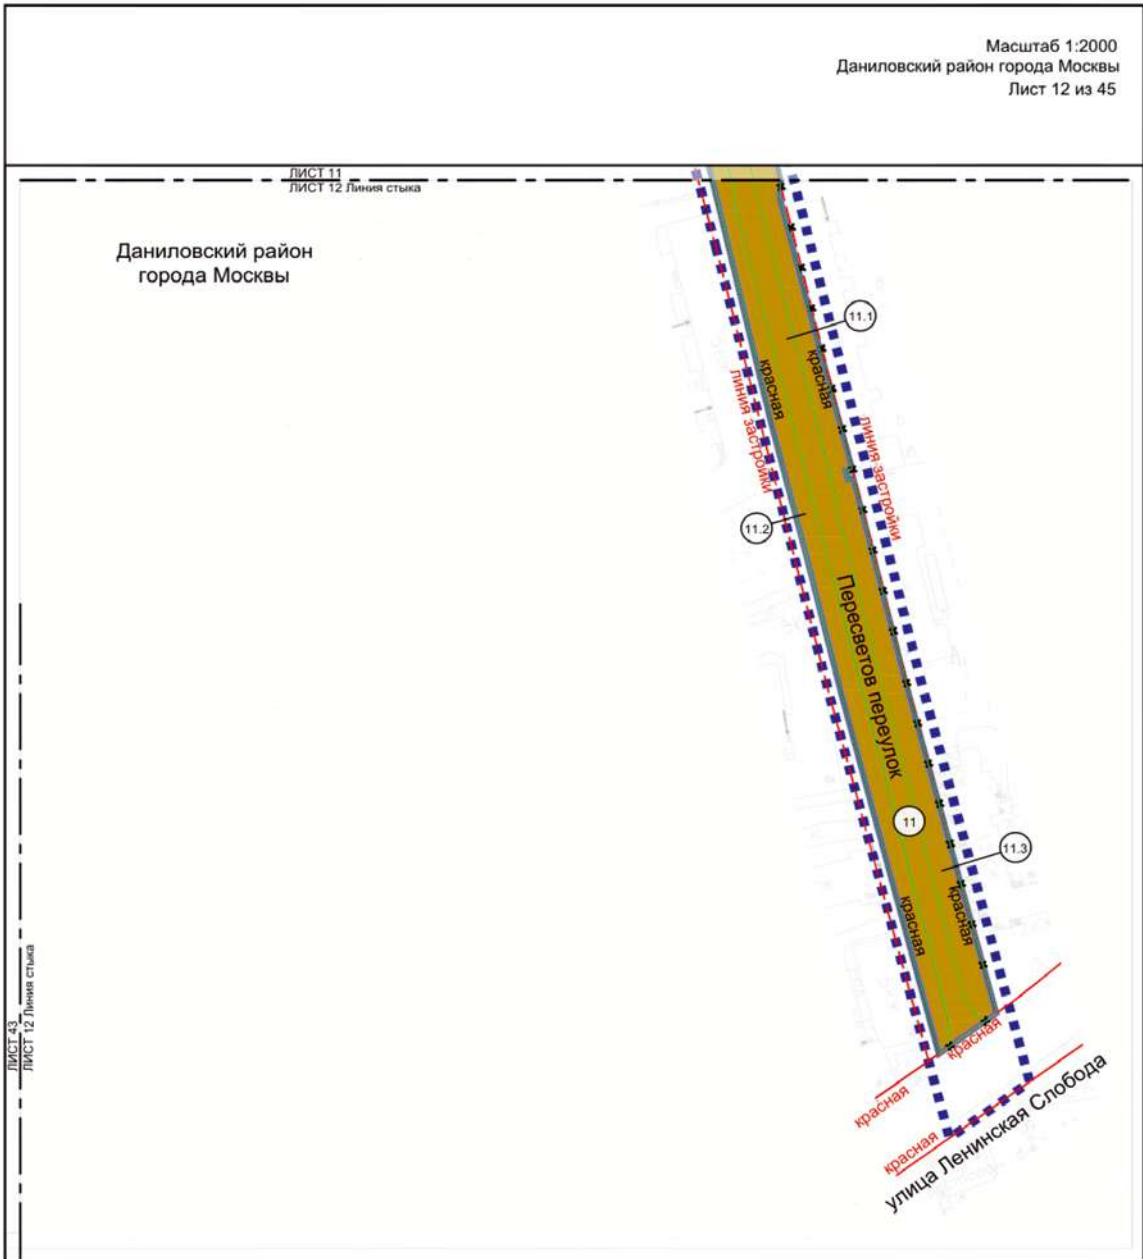 Масштаб 1:2000
Даниловский район города Москвы
Лист 12 из 45
ЛИСТ 11
ЛИСТ 12 Линия стыка
Даниловский район
города Москвы
11.1
красная
красная
линия застройки
линия застройки
11.2
Пересветов переулок
11
11.3
красная
красная
ЛИСТ 43
ЛИСТ 12 Линия стыка
красная
красная
красная
улица Ленинская Слобода